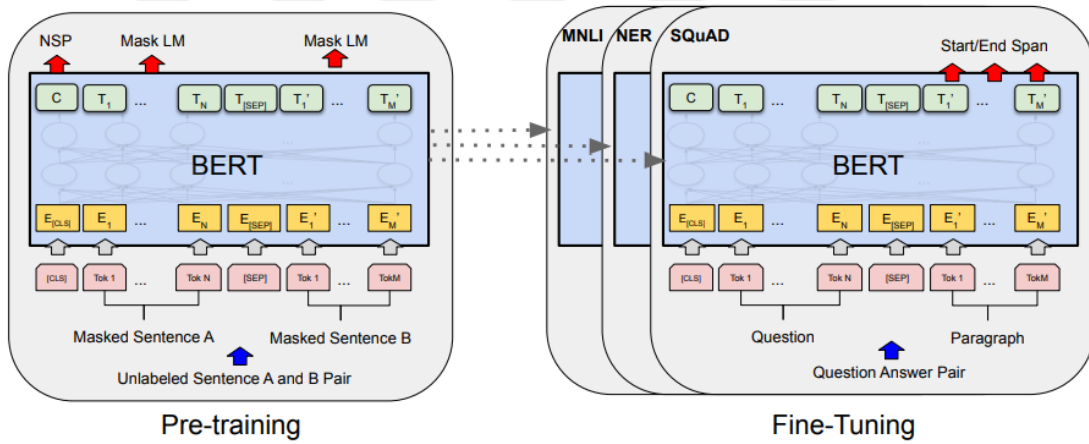 NSP Mask LM Mask LM
C T1 ... TN T[SEP] T1' ... TM'
BERT
E[CLS] E1 ... EN E[SEP] E1' ... EM'
[CLS] Tok 1 ... Tok N [SEP] Tok 1 ... TokM
Masked Sentence A Masked Sentence B
Unlabeled Sentence A and B Pair
Pre-training
MNLI NER SQuAD
Start/End Span
C T1 ... TN T[SEP] T1' ... TM'
BERT
E[CLS] E1 ... EN E[SEP] E1' ... EM'
[CLS] Tok 1 ... Tok N [SEP] Tok 1 ... TokM
Question Paragraph
Question Answer Pair
Fine-Tuning